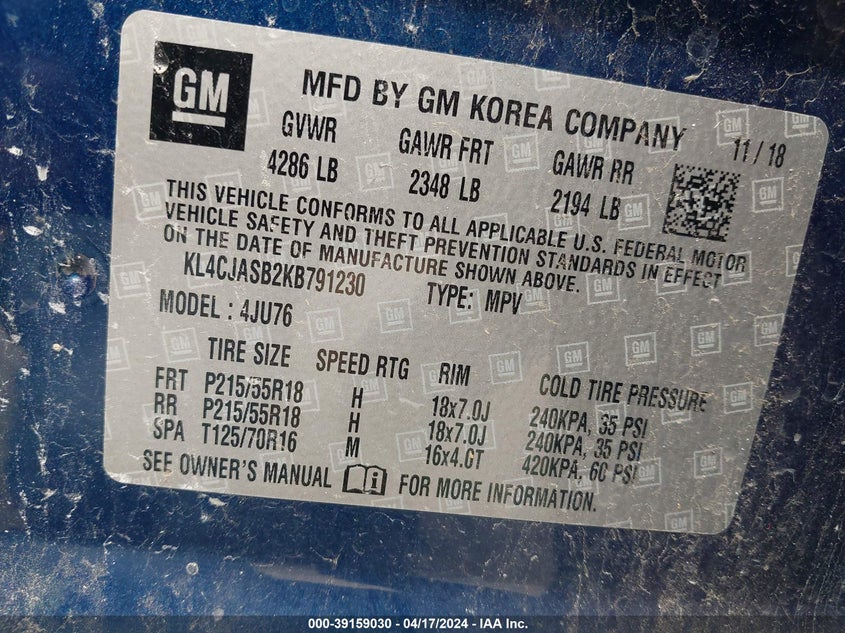 GM
MFD BY GM KOREA COMPANY
GVWR GAWR FRT GAWR RR 11 / 18
4286 LB 2348 LB 2194 LB
THIS VEHICLE CONFORMS TO ALL APPLICABLE U.S. FEDERAL MOTOR
VEHICLE SAFETY AND THEFT PREVENTION STANDARDS IN EFFECT
ON THE DATE OF MANUFACTURE SHOWN ABOVE.
KL4CJASB2KB791230 TYPE: MPV
MODEL : 4JU76
TIRE SIZE SPEED RTG RIM COLD TIRE PRESSURE
FRT P215/55R18 H 18x7.0J 240KPA, 35 PSI
RR P215/55R18 H 18x7.0J 240KPA, 35 PSI
SPA T125/70R16 M 16x4.0T 420KPA, 60 PSI
SEE OWNER'S MANUAL FOR MORE INFORMATION.
000-39159030 - 04/17/2024 - IAA Inc.